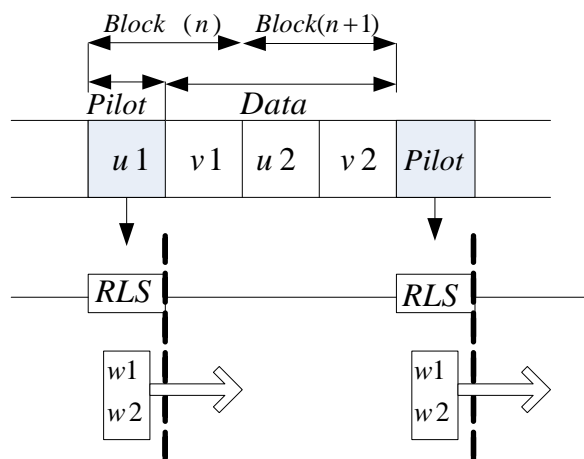 Block (n) Block(n+1)
Pilot Data
u1 v1 u2 v2 Pilot
RLS RLS
w1 w1
w2 w2